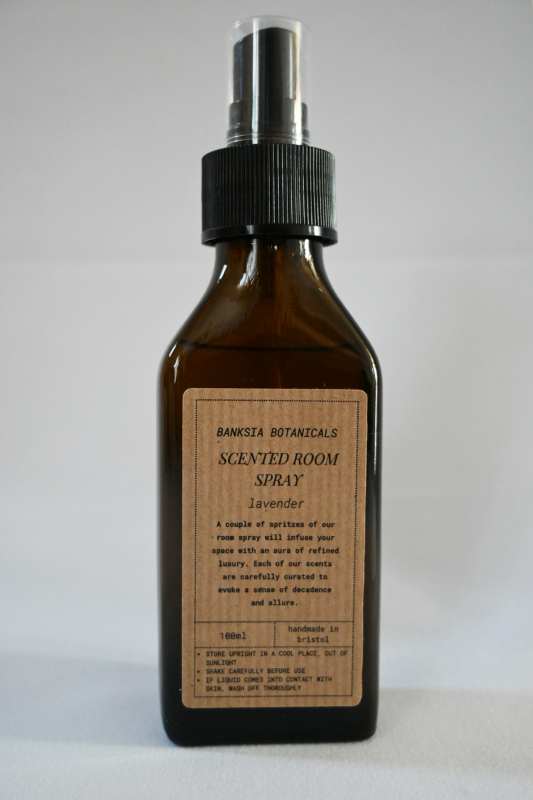 BANKSIA BOTANICALS
SCENTED ROOM
SPRAY
lavender
A couple of spritzes of our
room spray will infuse your
space with an aura of refined
luxury. Each of our scents
are carefully curated to
evoke a sense of decadence
and allure.
100ml
handmade in
bristol
• STORE UPRIGHT IN A COOL PLACE, OUT OF
SUNLIGHT
• SHAKE CAREFULLY BEFORE USE
• IF LIQUID COMES INTO CONTACT WITH
SKIN, WASH OFF THOROUGHLY